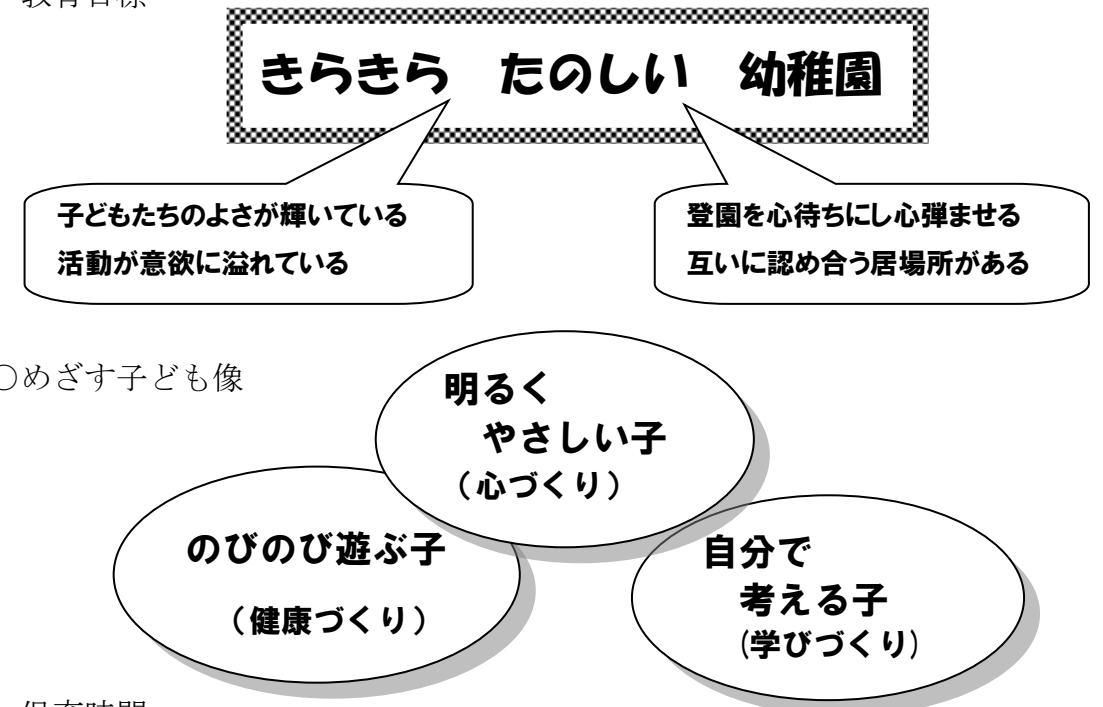 教育目標
きらきら　たのしい　幼稚園
子どもたちのよさが輝いている
活動が意欲に溢れている
登園を心待ちにし心弾ませる
互いに認め合う居場所がある
○めざす子ども像
明るく
やさしい子
（心づくり）
のびのび遊ぶ子
（健康づくり）
自分で
考える子
(学びづくり)
保育時間